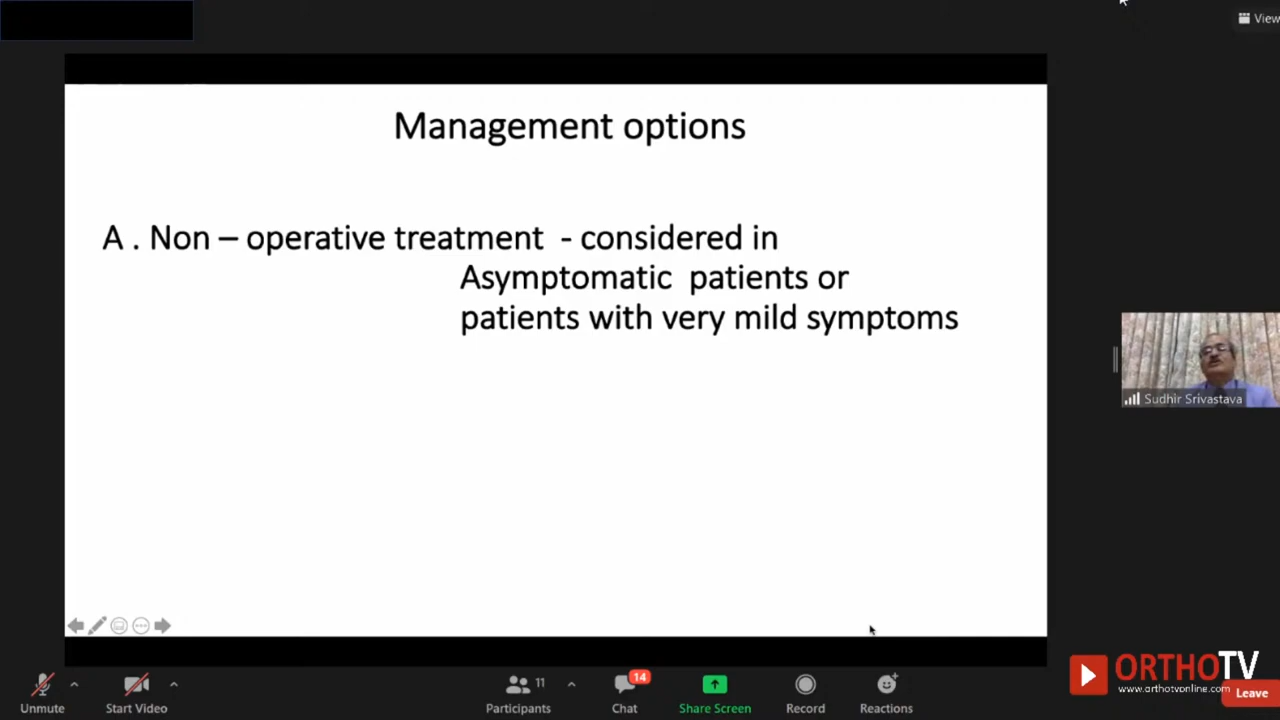 View
Management options
A . Non – operative treatment - considered in
Asymptomatic patients or
patients with very mild symptoms
Sudhir Srivastava
ORTHOTV
www.orthotvonline.com
Leave
Unmute
Start Video
11
Participants
14
Chat
Share Screen
Record
Reactions